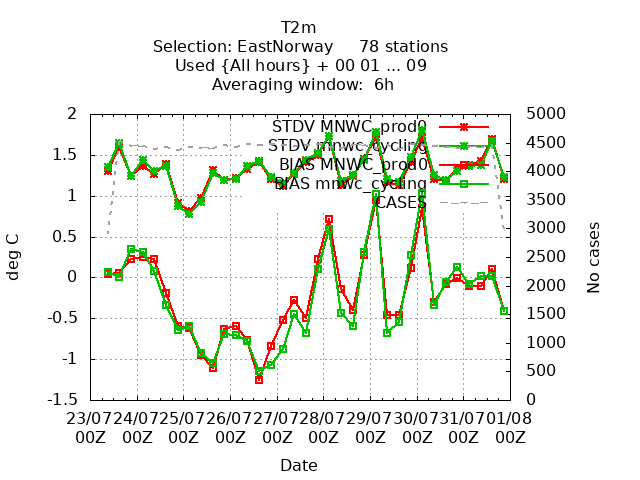 T2m
Selection: EastNorway 78 stations
Used {All hours} + 00 01 ... 09
Averaging window: 6h
STDV MNWC_prod0
STDV mnwc_cycling
BIAS MNWC_prod0
BIAS mnwc_cycling
CASES
deg C
2
1.5
1
0.5
0
-0.5
-1
-1.5
No cases
5000
4500
4000
3500
3000
2500
2000
1500
1000
500
0
23/07 24/07 25/07 26/07 27/07 28/07 29/07 30/07 31/07 01/08
00Z 00Z 00Z 00Z 00Z 00Z 00Z 00Z 00Z 00Z
Date